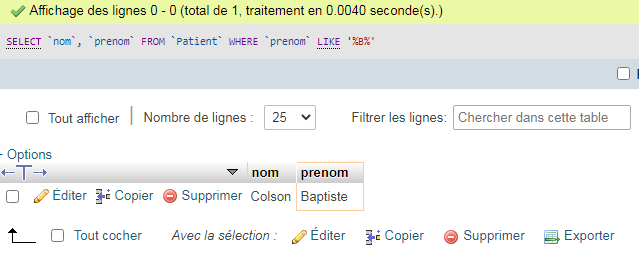 Affichage des lignes 0 - 0 (total de 1, traitement en 0.0040 seconde(s).)
SELECT `nom`, `prenom` FROM `Patient` WHERE `prenom` LIKE '%B%'
Tout afficher | Nombre de lignes : 25 Filtrer les lignes: Chercher dans cette table
+ Options
←T→ nom prenom
Éditer Copier Supprimer Colson Baptiste
Tout cocher Avec la sélection : Éditer Copier Supprimer Exporter